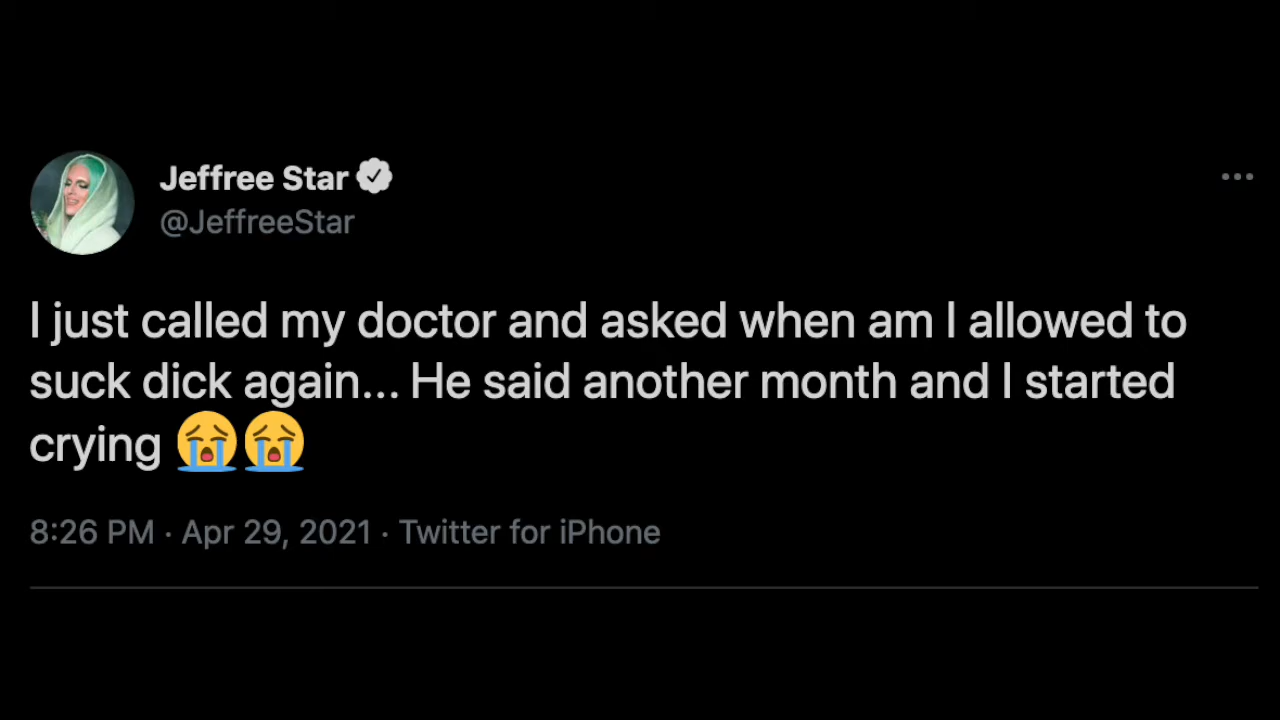 Jeffree Star
@JeffreeStar
I just called my doctor and asked when am I allowed to
suck dick again... He said another month and I started
crying 😭😭
8:26 PM · Apr 29, 2021 · Twitter for iPhone